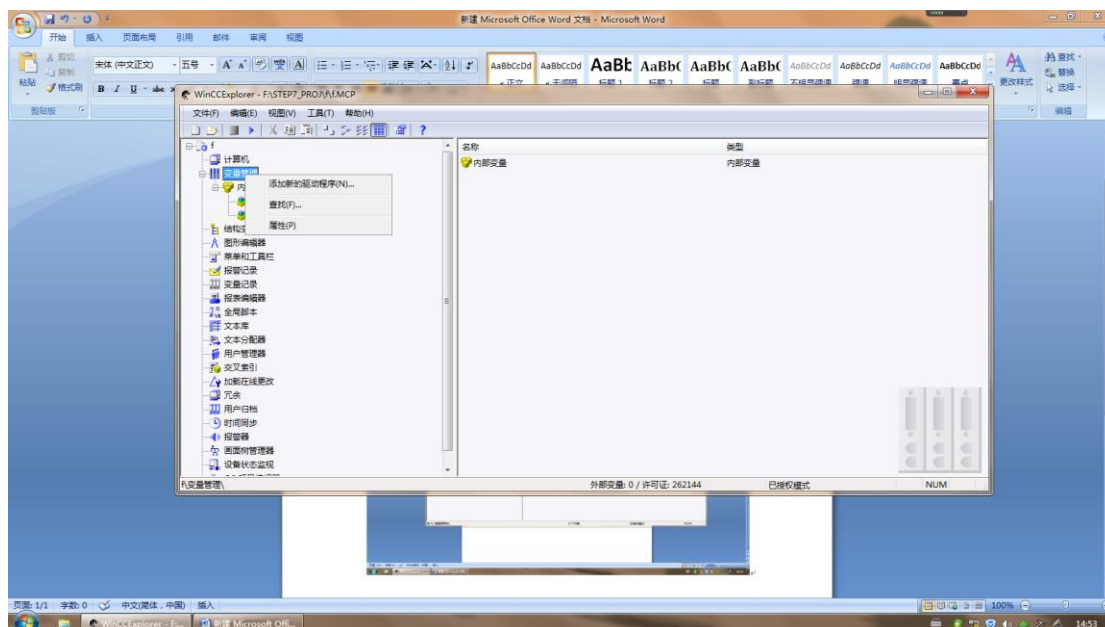 新建 Microsoft Office Word 文档 - Microsoft Word
开始 插入 页面布局 引用 邮件 审阅 视图
剪切
复制
粘贴 格式刷
剪贴板
宋体 (中文正文) 五号
B I U abc
AaBbCcDd AaBbCcDd AaBb AaBb( AaBb( AaBb( AaBbCcDd AaBbCcDd AaBbCcDd AaBbCcDd
更改样式
查找
替换
选择
编辑
WinCCExplorer - F:\STEP7_PROJ\f\f.MCP
文件(F) 编辑(E) 视图(V) 工具(T) 帮助(H)
f
计算机
变量管理
内
添加新的驱动程序(N)...
查找(F)...
属性(P)
图形编辑器
菜单和工具栏
报警记录
变量记录
报表编辑器
全局脚本
文本库
文本分配器
用户管理器
交叉索引
加载在线更改
冗余
用户归档
时间同步
报警器
画面树管理器
设备状态监视
名称 类型
内部变量 内部变量
f\变量管理\ 外部变量: 0 / 许可证: 262144 已授权模式 NUM
页面: 1/1 字数: 0 中文(简体，中国) 插入 100%
WinCCExplorer - F:... 新建 Microsoft Offi... 14:53